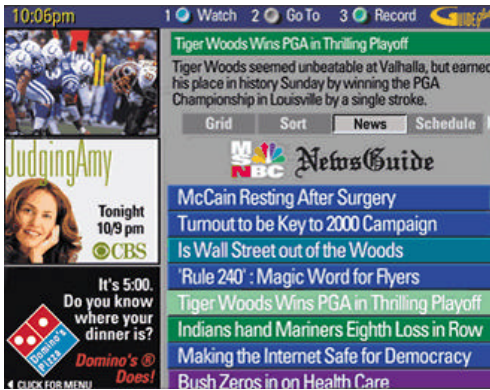 10:06pm
1 Watch 2 Go To 3 Record GUIDE plus
Tiger Woods Wins PGA in Thrilling Playoff
Tiger Woods seemed unbeatable at Valhalla, but earned
his place in history Sunday by winning the PGA
Championship in Louisville by a single stroke.
Grid Sort News Schedule
MSNBC NewsGuide
McCain Resting After Surgery
Turnout to be Key to 2000 Campaign
Is Wall Street out of the Woods
'Rule 240' : Magic Word for Flyers
Tiger Woods Wins PGA in Thrilling Playoff
Indians hand Mariners Eighth Loss in Row
Making the Internet Safe for Democracy
Bush Zeros in on Health Care
Judging Amy
Tonight
10/9 pm
CBS
It's 5:00.
Do you know
where your
dinner is?
Domino's Pizza
Domino's ®
Does!
CLICK FOR MENU